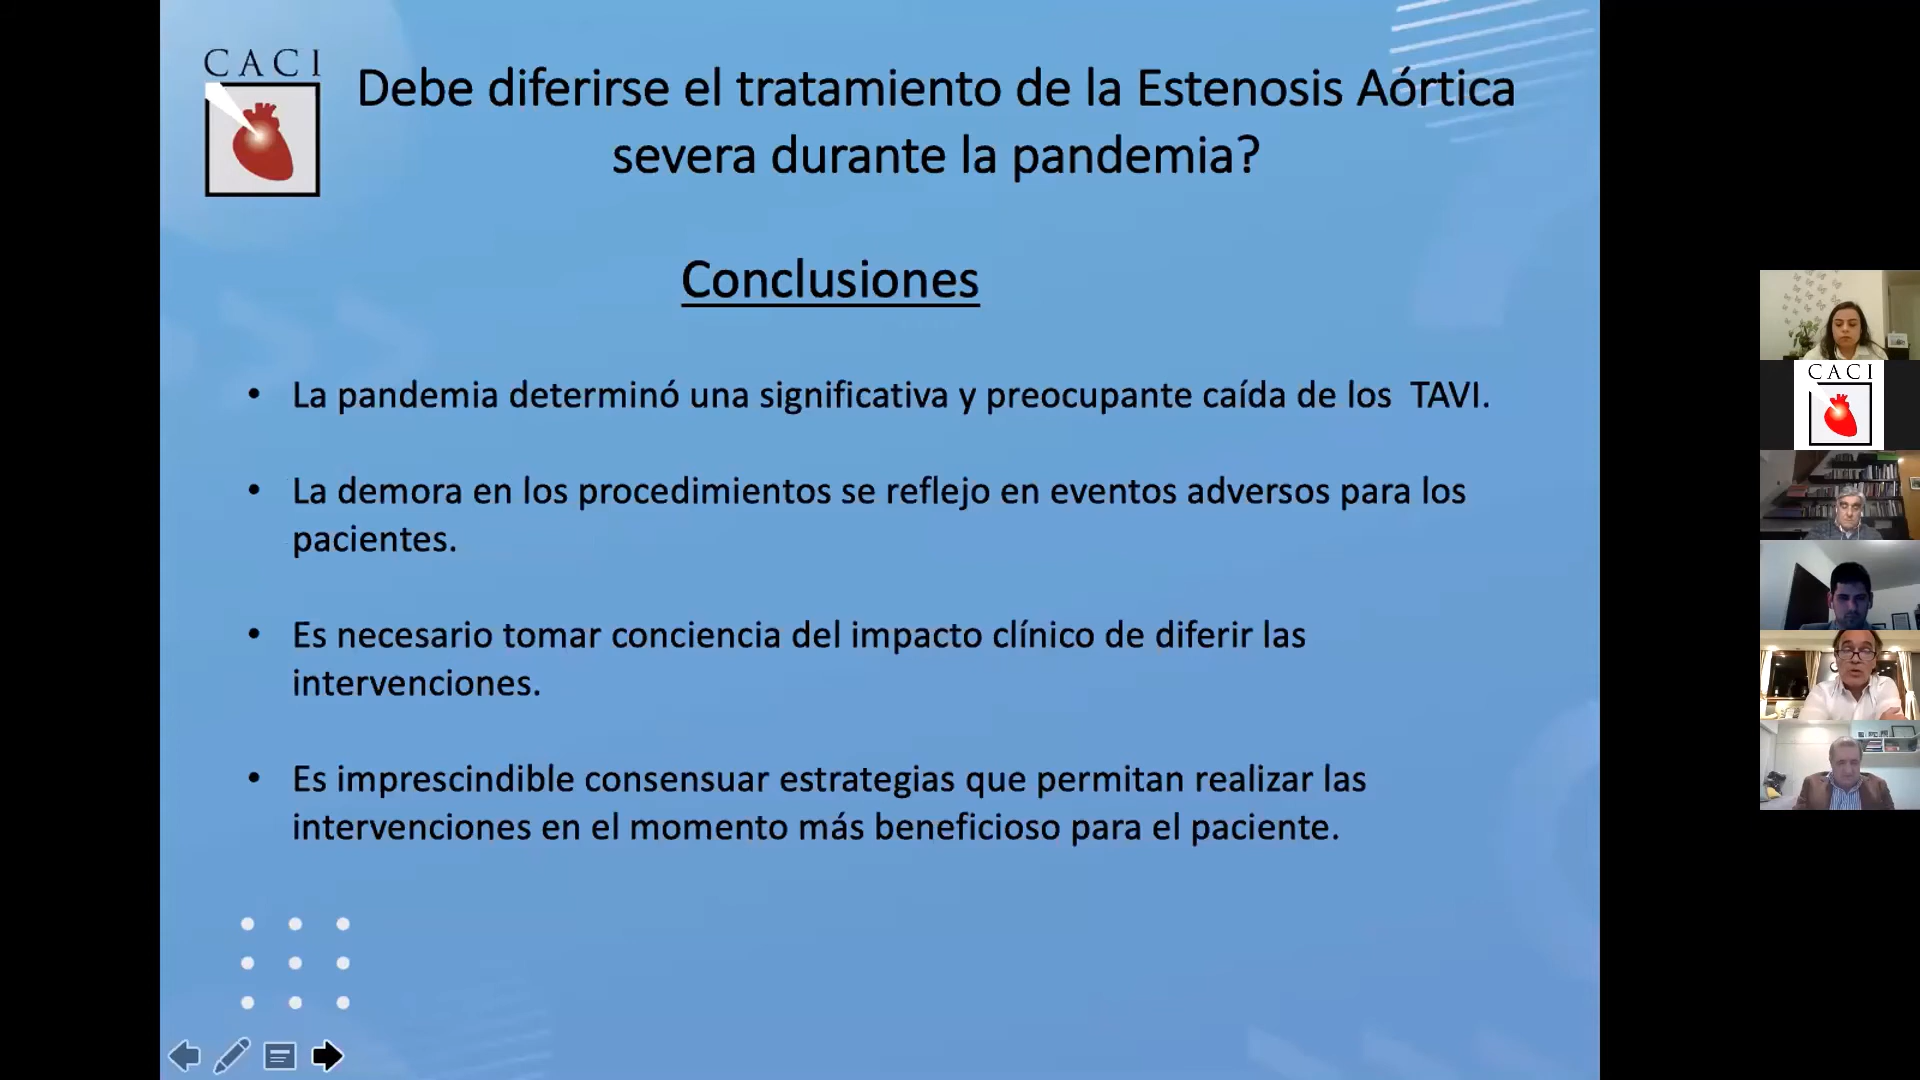 CACI
Debe diferirse el tratamiento de la Estenosis Aórtica
severa durante la pandemia?
Conclusiones
• La pandemia determinó una significativa y preocupante caída de los TAVI.
• La demora en los procedimientos se reflejo en eventos adversos para los
pacientes.
• Es necesario tomar conciencia del impacto clínico de diferir las
intervenciones.
• Es imprescindible consensuar estrategias que permitan realizar las
intervenciones en el momento más beneficioso para el paciente.
CACI